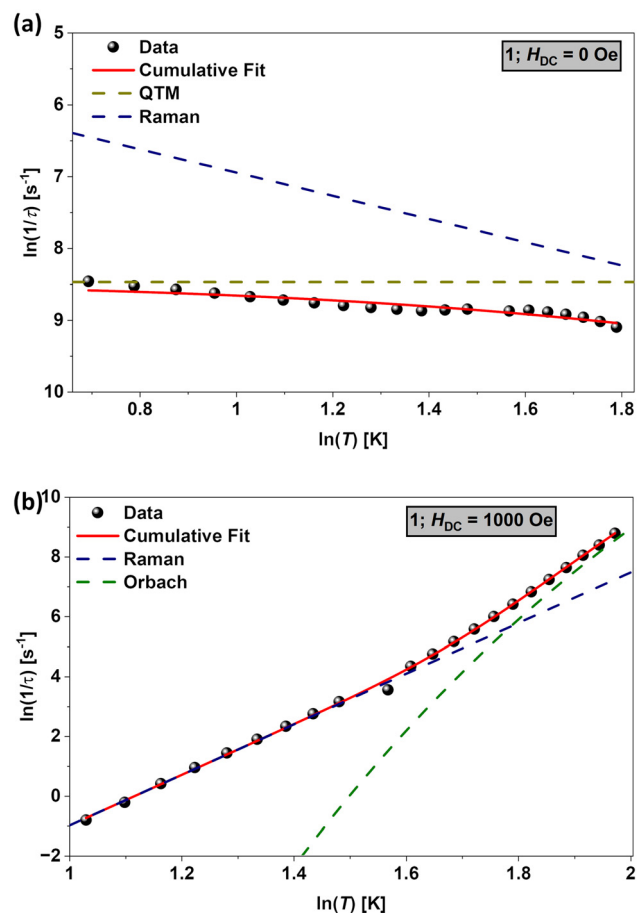 (a)
5
6
7
8
9
10
Data
Cumulative Fit
QTM
Raman
1; H_DC = 0 Oe
ln(1/τ) [s⁻¹]
0.8 1 1.2 1.4 1.6 1.8
ln(T) [K]
(b)
10
8
6
4
2
0
−2
Data
Cumulative Fit
Raman
Orbach
1; H_DC = 1000 Oe
ln(1/τ) [s⁻¹]
1 1.2 1.4 1.6 1.8 2
ln(T) [K]